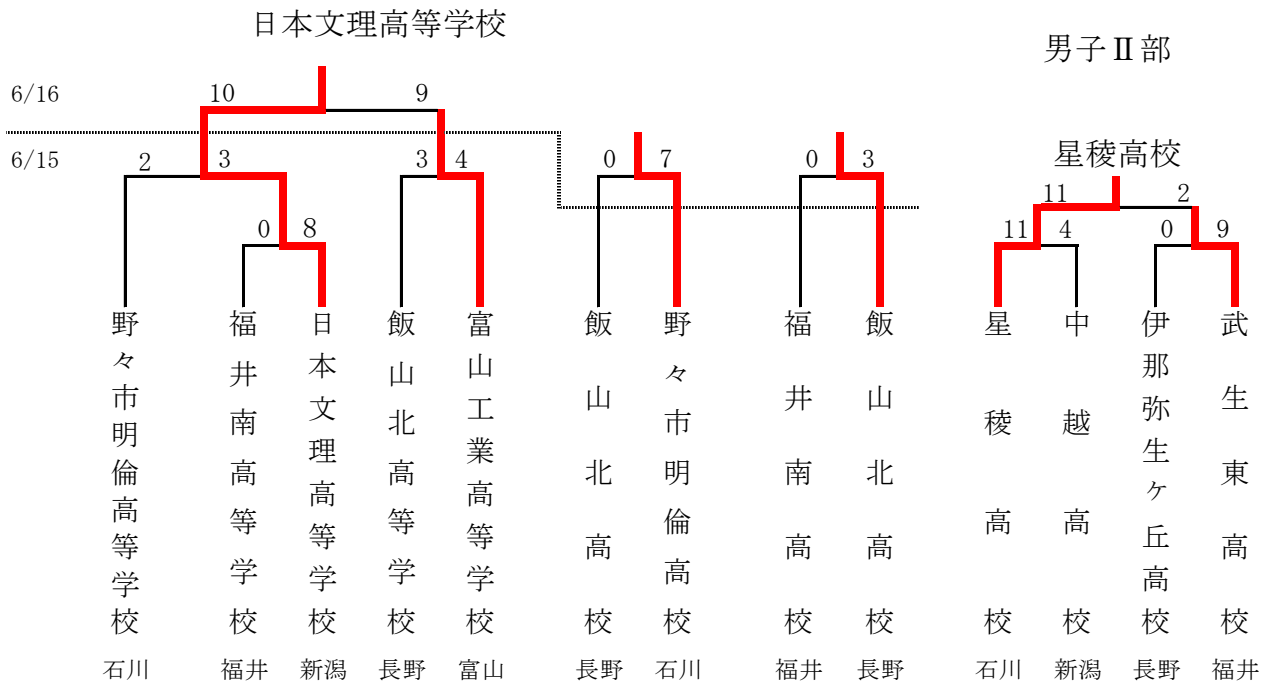 日本文理高等学校
男子Ⅱ部
6/16
10
9
6/15
2
3
3
4
0
7
0
3
星稜高校
11
2
0
8
11
4
0
9
野々市明倫高等学校
福井南高等学校
日本文理高等学校
飯山北高等学校
富山工業高等学校
飯山北高校
野々市明倫高校
福井南高校
飯山北高校
星稜高校
中越高校
伊那弥生ヶ丘高校
武生東高校
石川
福井
新潟
長野
富山
長野
石川
福井
長野
石川
新潟
長野
福井